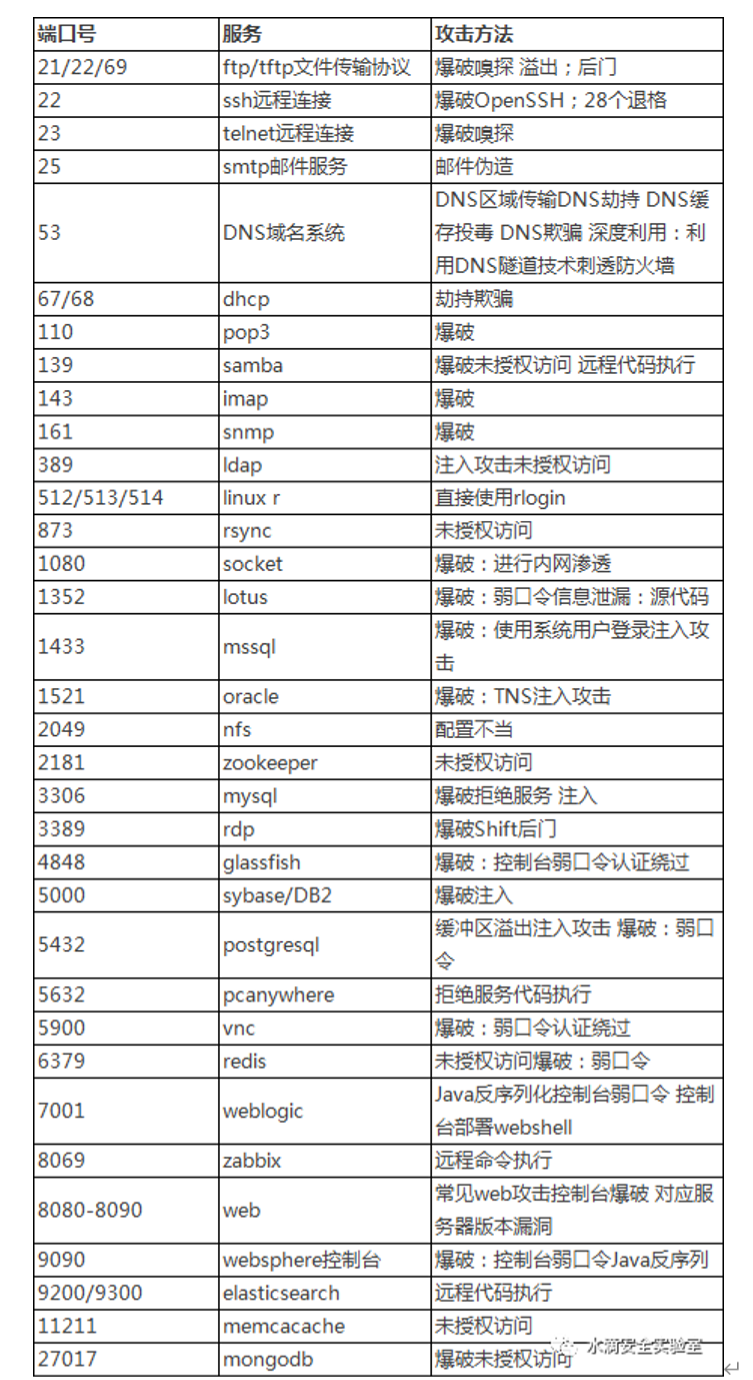 端口号 服务 攻击方法
21/22/69 ftp/tftp文件传输协议 爆破嗅探 溢出；后门
22 ssh远程连接 爆破OpenSSH；28个退格
23 telnet远程连接 爆破嗅探
25 smtp邮件服务 邮件伪造
53 DNS域名系统 DNS区域传输DNS劫持 DNS缓
存投毒 DNS欺骗 深度利用：利
用DNS隧道技术刺透防火墙
67/68 dhcp 劫持欺骗
110 pop3 爆破
139 samba 爆破未授权访问 远程代码执行
143 imap 爆破
161 snmp 爆破
389 ldap 注入攻击未授权访问
512/513/514 linux r 直接使用rlogin
873 rsync 未授权访问
1080 socket 爆破：进行内网渗透
1352 lotus 爆破：弱口令信息泄漏：源代码
1433 mssql 爆破：使用系统用户登录注入攻
击
1521 oracle 爆破：TNS注入攻击
2049 nfs 配置不当
2181 zookeeper 未授权访问
3306 mysql 爆破拒绝服务 注入
3389 rdp 爆破Shift后门
4848 glassfish 爆破：控制台弱口令认证绕过
5000 sybase/DB2 爆破注入
5432 postgresql 缓冲区溢出注入攻击 爆破：弱口
令
5632 pcanywhere 拒绝服务代码执行
5900 vnc 爆破：弱口令认证绕过
6379 redis 未授权访问爆破：弱口令
7001 weblogic Java反序列化控制台弱口令 控制
台部署webshell
8069 zabbix 远程命令执行
8080-8090 web 常见web攻击控制台爆破 对应服
务器版本漏洞
9090 websphere控制台 爆破：控制台弱口令Java反序列
9200/9300 elasticsearch 远程代码执行
11211 memcacache 未授权访问
27017 mongodb 爆破未授权访问
水滴安全实验室